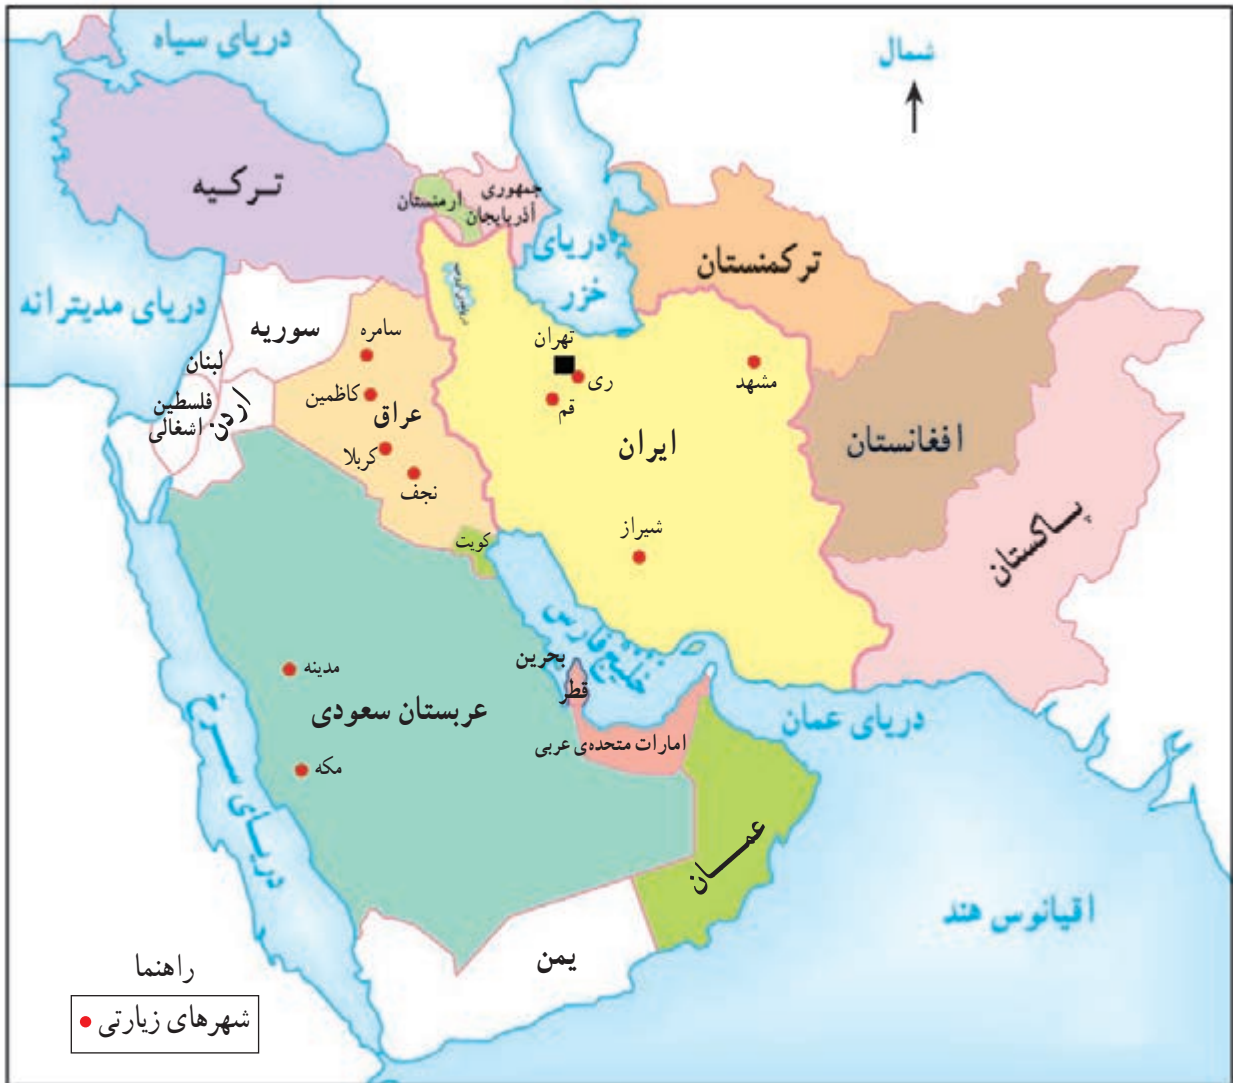 دریای سیاه
شمال
ترکیه
ارمنستان
جمهوری
آذربایجان
دریای
خزر
ترکمنستان
دریای مدیترانه
سوریه
سامره
تهران
لبنان
کاظمین
ری
مشهد
فلسطین
اشغالی
اردن
عراق
قم
ایران
افغانستان
کربلا
نجف
پاکستان
کویت
شیراز
خلیج فارس
بحرین
قطر
مدینه
عربستان سعودی
امارات متحده‌ی عربی
دریای عمان
مکه
دریای سرخ
عمان
اقیانوس هند
یمن
راهنما
شهرهای زیارتی